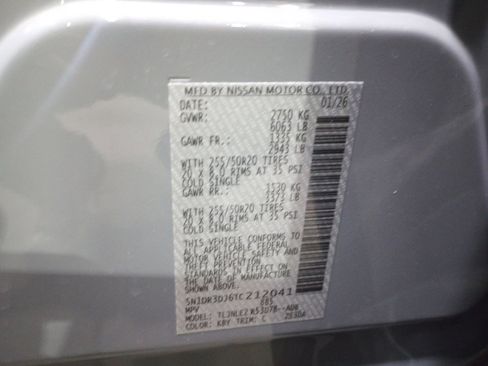 MFD BY NISSAN MOTOR CO., LTD.
DATE: 01/26
GVWR: 2750 KG
6063 LB
GAWR FR.: 1335 KG
2943 LB
WITH 255/50R20 TIRES
20 X 8.0 RIMS AT 35 PSI
COLD SINGLE
GAWR RR.: 1530 KG
3373 LB
WITH 255/50R20 TIRES
20 X 8.0 RIMS AT 35 PSI
COLD SINGLE
THIS VEHICLE CONFORMS TO
ALL APPLICABLE FEDERAL
MOTOR VEHICLE SAFETY AND
THEFT PREVENTION
STANDARDS IN EFFECT ON
THE DATE OF MANUFACTURE
SHOWN ABOVE.
5N1DR3DJ6TC212041
MPV
MODEL:
COLOR: KBY TRIM: C